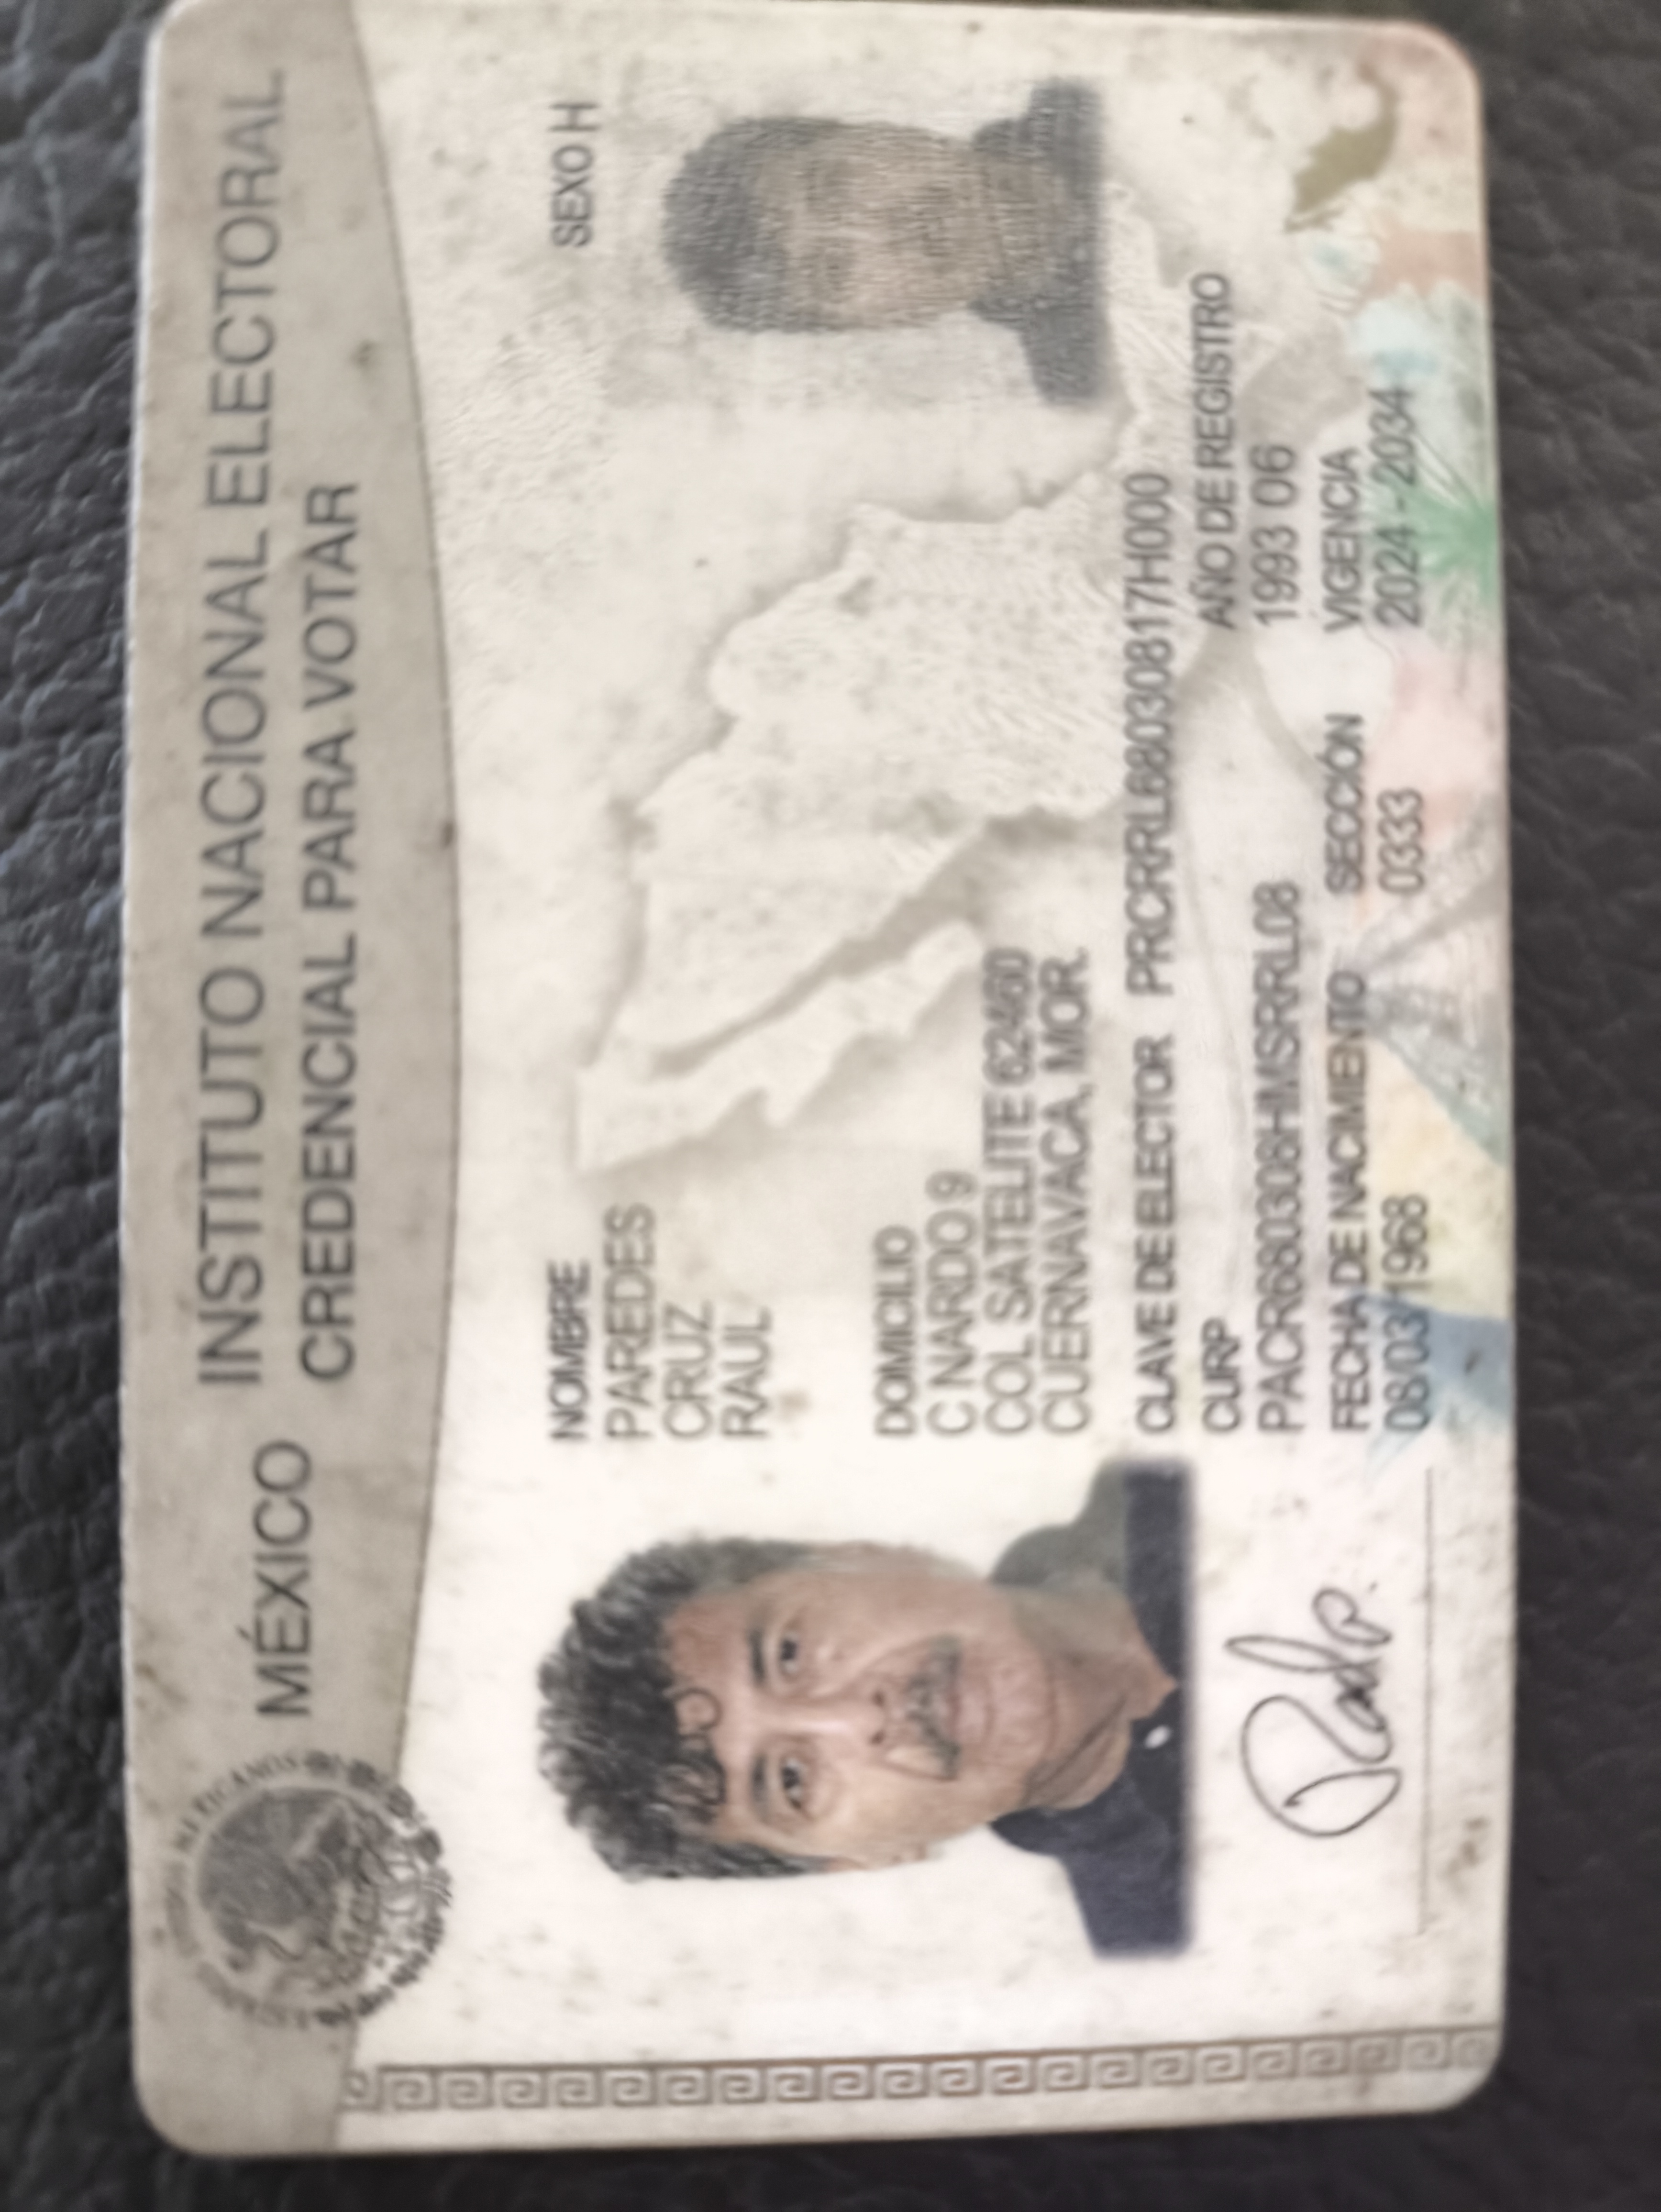 MÉXICO
INSTITUTO NACIONAL ELECTORAL
CREDENCIAL PARA VOTAR
NOMBRE
PAREDES
CRUZ
RAUL
SEXO H
DOMICILIO
C NARDO 9
COL SATELITE 62460
CUERNAVACA, MOR.
CLAVE DE ELECTOR PRCRRL68030817H000
CURP
PACR680308HMSRRL08
AÑO DE REGISTRO
1993 06
FECHA DE NACIMIENTO
08/03/1968
SECCIÓN
0333
VIGENCIA
2024 - 2034